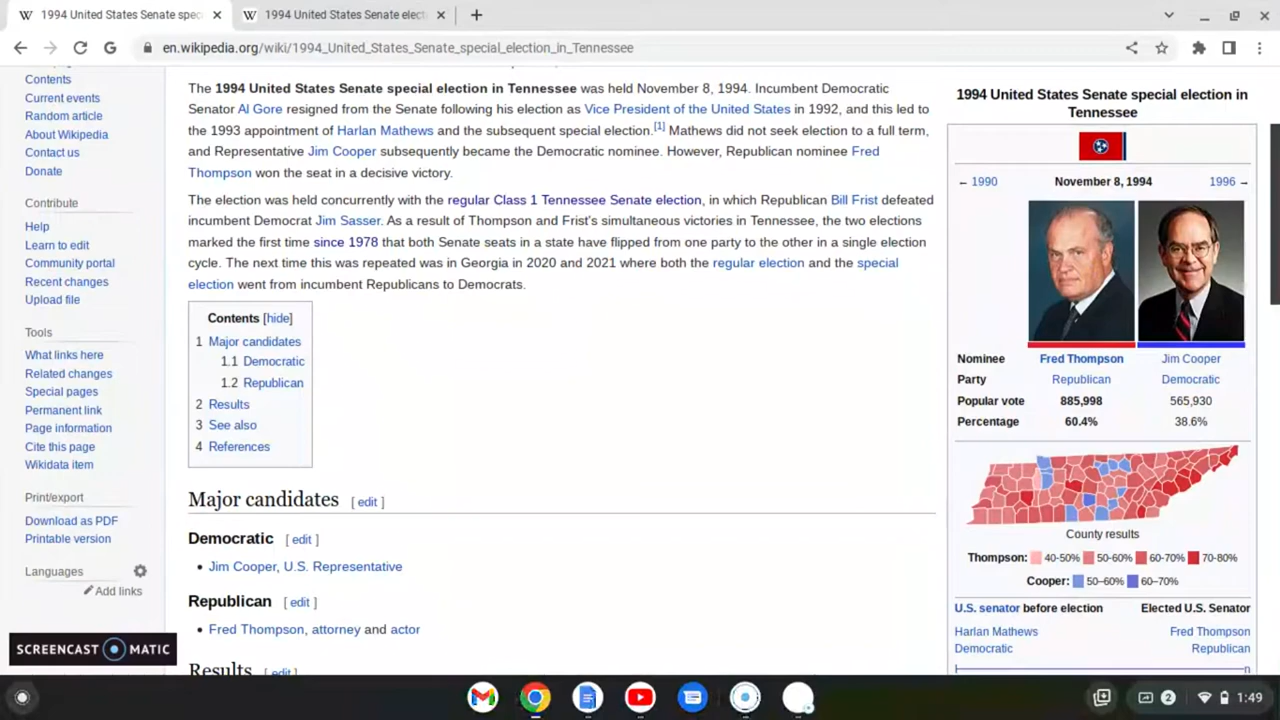 1994 United States Senate spec
1994 United States Senate elect
en.wikipedia.org/wiki/1994_United_States_Senate_special_election_in_Tennessee
Contents
Current events
Random article
About Wikipedia
Contact us
Donate
Contribute
Help
Learn to edit
Community portal
Recent changes
Upload file
Tools
What links here
Related changes
Special pages
Permanent link
Page information
Cite this page
Wikidata item
Print/export
Download as PDF
Printable version
Languages
Add links
The 1994 United States Senate special election in Tennessee was held November 8, 1994. Incumbent Democratic
Senator Al Gore resigned from the Senate following his election as Vice President of the United States in 1992, and this led to
the 1993 appointment of Harlan Mathews and the subsequent special election.[1] Mathews did not seek election to a full term,
and Representative Jim Cooper subsequently became the Democratic nominee. However, Republican nominee Fred
Thompson won the seat in a decisive victory.
The election was held concurrently with the regular Class 1 Tennessee Senate election, in which Republican Bill Frist defeated
incumbent Democrat Jim Sasser. As a result of Thompson and Frist's simultaneous victories in Tennessee, the two elections
marked the first time since 1978 that both Senate seats in a state have flipped from one party to the other in a single election
cycle. The next time this was repeated was in Georgia in 2020 and 2021 where both the regular election and the special
election went from incumbent Republicans to Democrats.
Contents [hide]
1 Major candidates
1.1 Democratic
1.2 Republican
2 Results
3 See also
4 References
Major candidates [ edit ]
Democratic [ edit ]
• Jim Cooper, U.S. Representative
Republican [ edit ]
• Fred Thompson, attorney and actor
Results [ edit ]
1994 United States Senate special election in
Tennessee
← 1990 November 8, 1994 1996 →
Nominee Fred Thompson Jim Cooper
Party Republican Democratic
Popular vote 885,998 565,930
Percentage 60.4% 38.6%
County results
Thompson: 40-50% 50-60% 60-70% 70-80%
Cooper: 50–60% 60–70%
U.S. senator before election Elected U.S. Senator
Harlan Mathews Fred Thompson
Democratic Republican
SCREENCAST MATIC
2 1:49